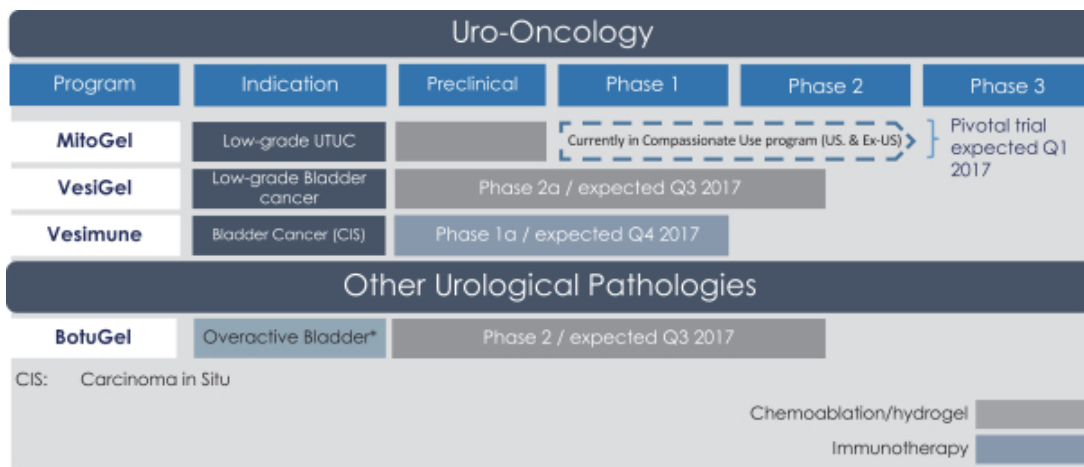 Uro-Oncology
Program
Indication
Preclinical
Phase 1
Phase 2
Phase 3
MitoGel
Low-grade UTUC
Currently in Compassionate Use program (US. & Ex-US)
Pivotal trial
expected Q1
2017
VesiGel
Low-grade Bladder
cancer
Phase 2a / expected Q3 2017
Vesimune
Bladder Cancer (CIS)
Phase 1a / expected Q4 2017
Other Urological Pathologies
BotuGel
Overactive Bladder*
Phase 2 / expected Q3 2017
CIS: Carcinoma in Situ
Chemoablation/hydrogel
Immunotherapy